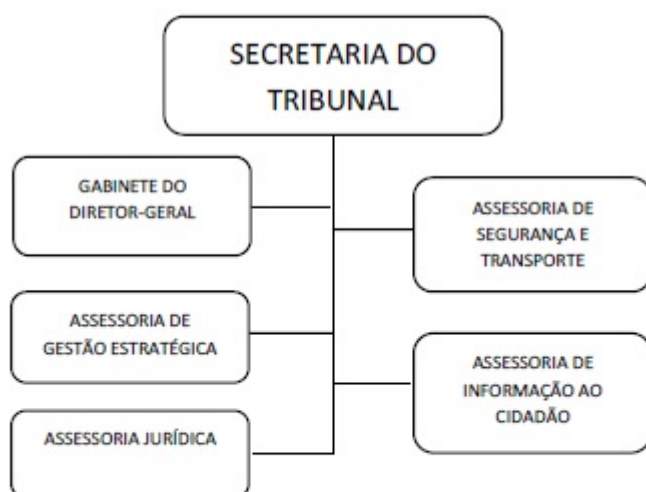 SECRETARIA DO
TRIBUNAL
GABINETE DO
DIRETOR-GERAL
ASSESSORIA DE
SEGURANÇA E
TRANSPORTE
ASSESSORIA DE
GESTÃO ESTRATÉGICA
ASSESSORIA DE
INFORMAÇÃO AO
CIDADÃO
ASSESSORIA JURÍDICA